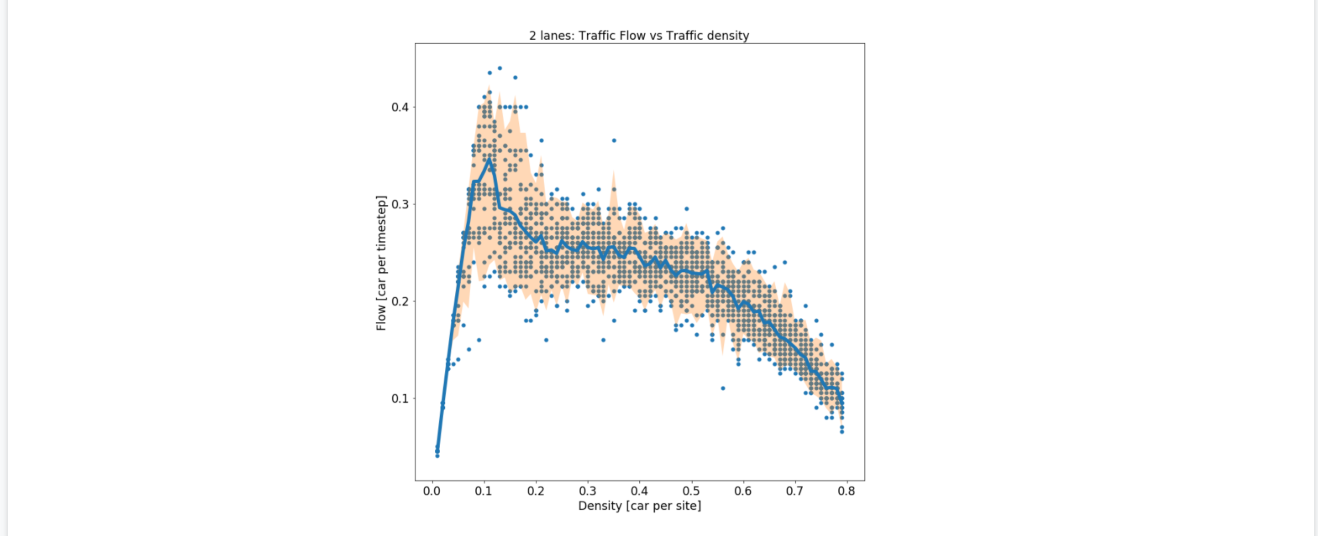 2 lanes: Traffic Flow vs Traffic density
Flow [car per timestep]
0.4
0.3
0.2
0.1
0.0 0.1 0.2 0.3 0.4 0.5 0.6 0.7 0.8
Density [car per site]